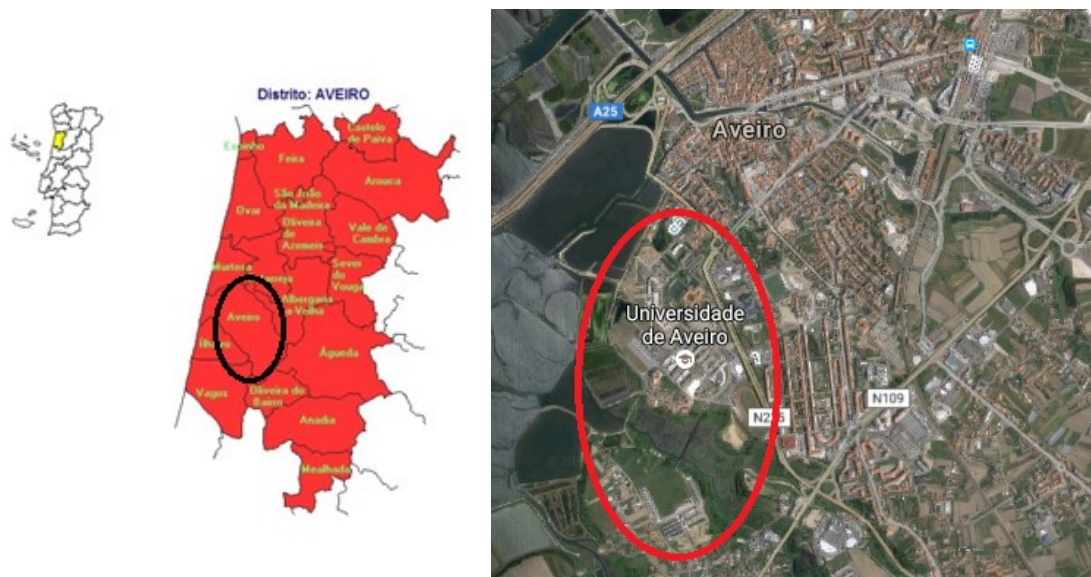 Distrito: AVEIRO
Castelo
de Paiva
Espinho
Feira
Arouca
São João
da Madeira
Ovar
Oliveira
de
Azemeis
Vale de
Cambra
Murtosa
Sever
do
Vouga
Albergaria
a-Velha
Aveiro
Ílhavo
Águeda
Vagos
Oliveira do
Bairro
Anadia
Mealhada
A25
Aveiro
Universidade
de Aveiro
N109